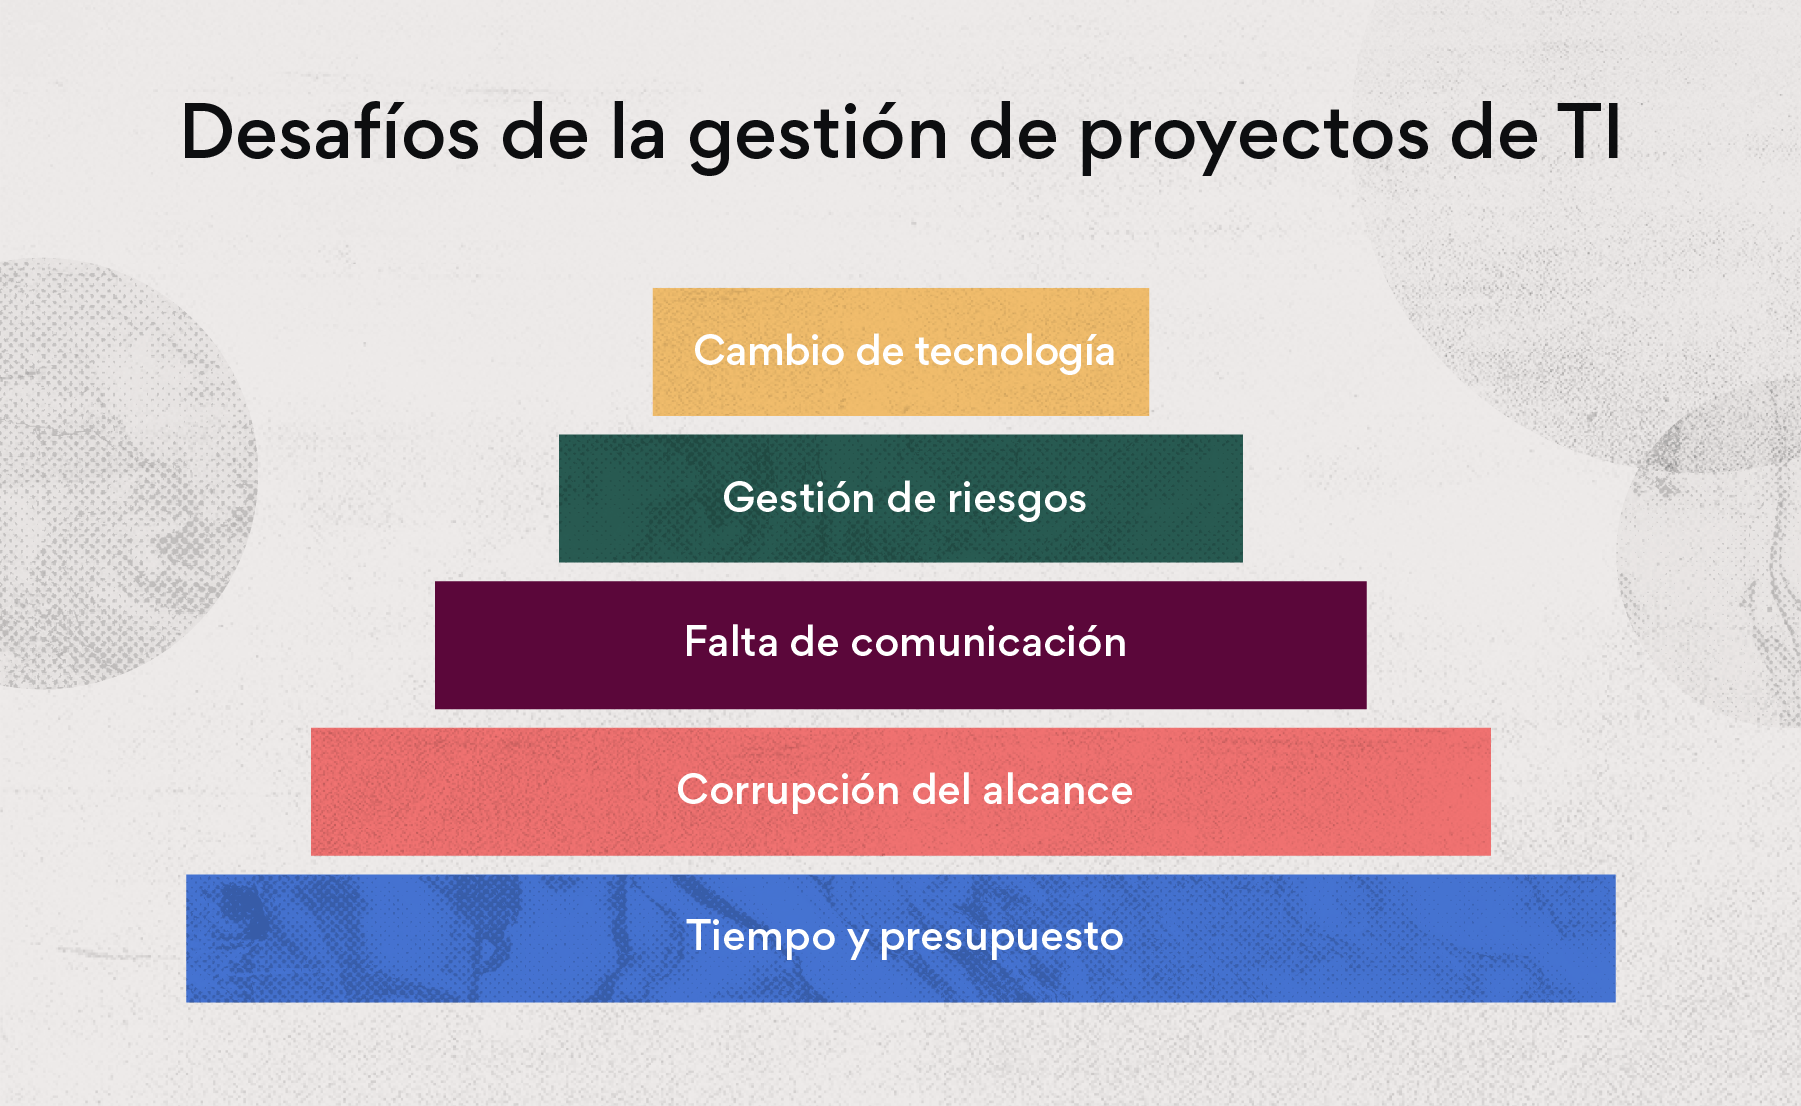 Desafíos de la gestión de proyectos de TI
Cambio de tecnología
Gestión de riesgos
Falta de comunicación
Corrupción del alcance
Tiempo y presupuesto